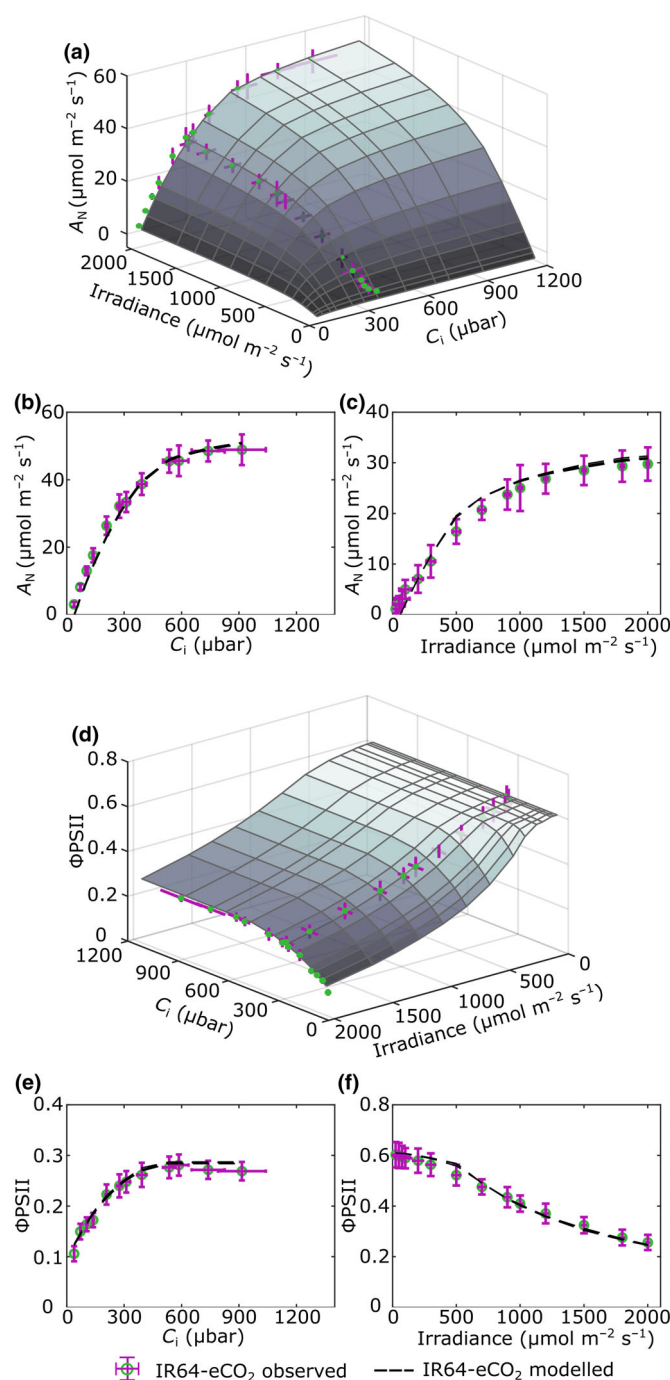 (a)
A_N (µmol m⁻² s⁻¹)
60
40
20
0
2000
1500
1000
500
0
Irradiance (µmol m⁻² s⁻¹)
0
300
600
900
1200
C_i (µbar)
(b)
A_N (µmol m⁻² s⁻¹)
60
40
20
0
0 300 600 900 1200
C_i (µbar)
(c)
A_N (µmol m⁻² s⁻¹)
40
30
20
10
0
0 500 1000 1500 2000
Irradiance (µmol m⁻² s⁻¹)
(d)
ΦPSII
0.8
0.6
0.4
0.2
0
1200
900
600
300
0
C_i (µbar)
2000
1500
1000
500
0
Irradiance (µmol m⁻² s⁻¹)
(e)
ΦPSII
0.4
0.3
0.2
0.1
0
0 300 600 900 1200
C_i (µbar)
(f)
ΦPSII
0.8
0.6
0.4
0.2
0
0 500 1000 1500 2000
Irradiance (µmol m⁻² s⁻¹)
IR64-eCO₂ observed
IR64-eCO₂ modelled